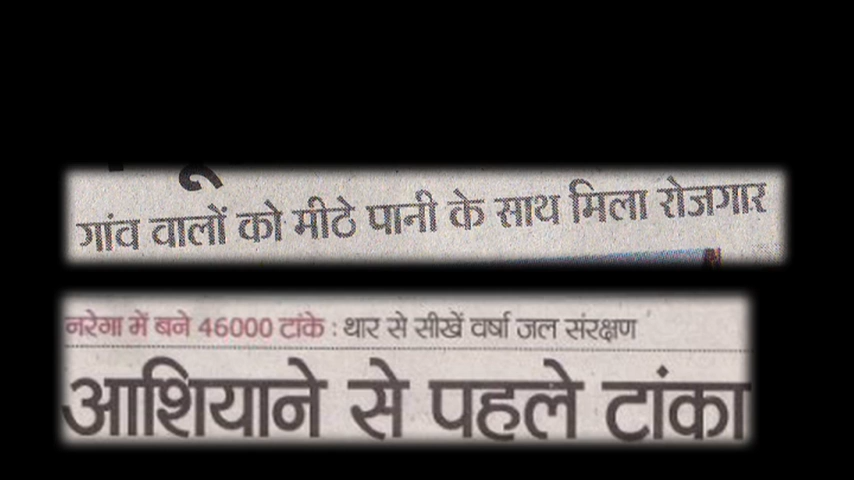 गांव वालों को मीठे पानी के साथ मिला रोजगार
नरेगा में बने 46000 टांके : थार से सीखें वर्षा जल संरक्षण
आशियाने से पहले टांका